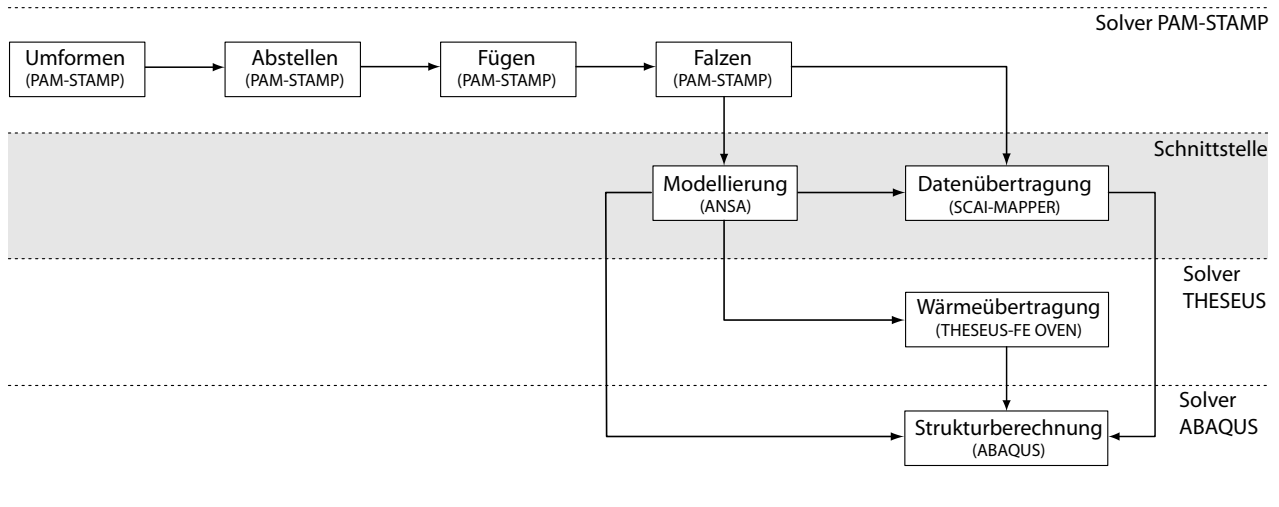 Solver PAM-STAMP
Umformen
(PAM-STAMP)
Abstellen
(PAM-STAMP)
Fügen
(PAM-STAMP)
Falzen
(PAM-STAMP)
Schnittstelle
Modellierung
(ANSA)
Datenübertragung
(SCAI-MAPPER)
Solver
THESEUS
Wärmeübertragung
(THESEUS-FE OVEN)
Solver
ABAQUS
Strukturberechnung
(ABAQUS)